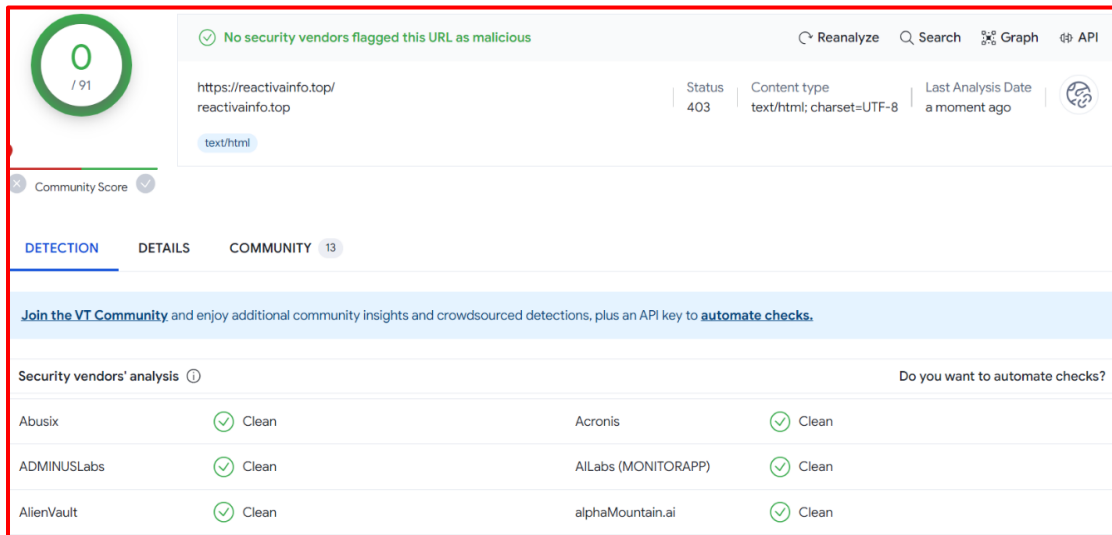 0
/ 91
Community Score
No security vendors flagged this URL as malicious
Reanalyze Search Graph API
https://reactivainfo.top/
reactivainfo.top
text/html
Status
403
Content type
text/html; charset=UTF-8
Last Analysis Date
a moment ago
DETECTION DETAILS COMMUNITY 13
Join the VT Community and enjoy additional community insights and crowdsourced detections, plus an API key to automate checks.
Security vendors' analysis Do you want to automate checks?
Abusix Clean Acronis Clean
ADMINUSLabs Clean AILabs (MONITORAPP) Clean
AlienVault Clean alphaMountain.ai Clean